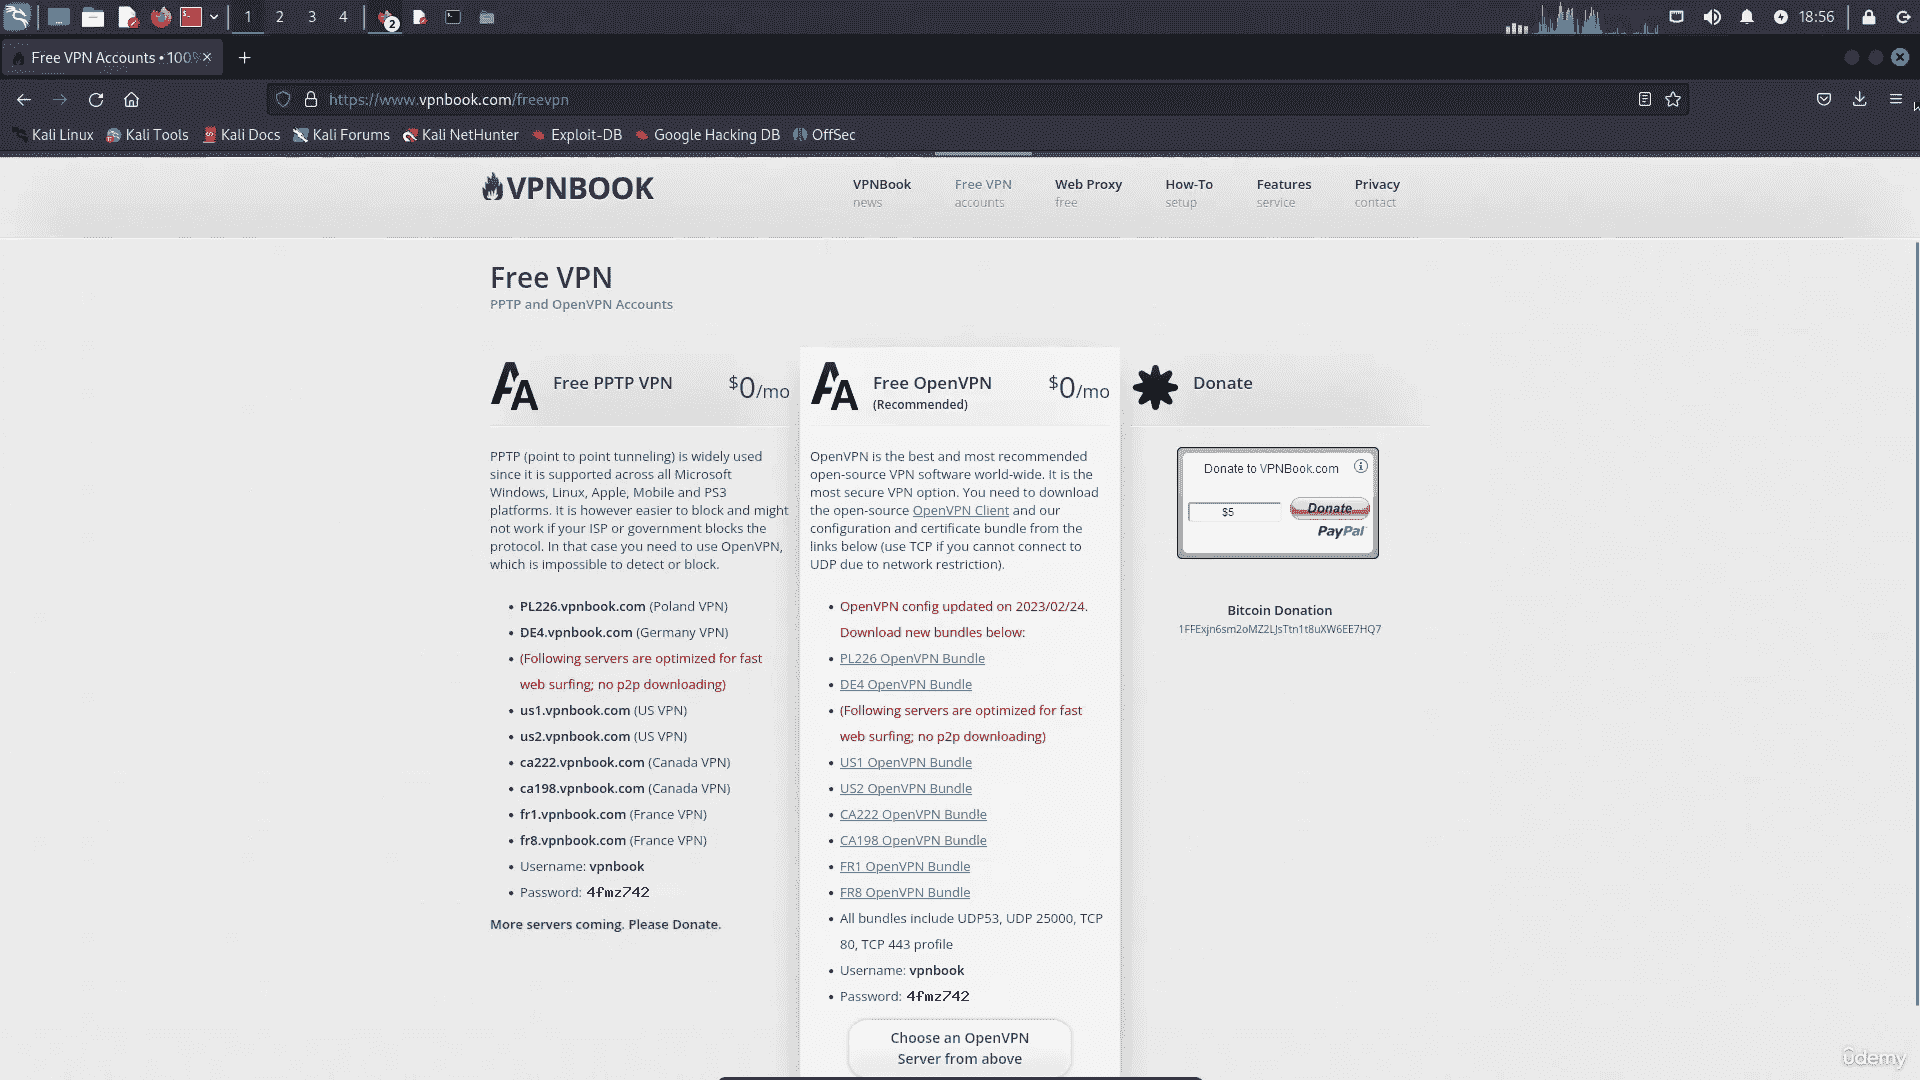 1 2 3 4 2 18:56
Free VPN Accounts • 100%
https://www.vpnbook.com/freevpn
Kali Linux Kali Tools Kali Docs Kali Forums Kali NetHunter Exploit-DB Google Hacking DB OffSec
VPNBOOK
VPNBook Free VPN Web Proxy How-To Features Privacy
news accounts free setup service contact
Free VPN
PPTP and OpenVPN Accounts
Free PPTP VPN $0/mo
PPTP (point to point tunneling) is widely used
since it is supported across all Microsoft
Windows, Linux, Apple, Mobile and PS3
platforms. It is however easier to block and might
not work if your ISP or government blocks the
protocol. In that case you need to use OpenVPN,
which is impossible to detect or block.
• PL226.vpnbook.com (Poland VPN)
• DE4.vpnbook.com (Germany VPN)
• (Following servers are optimized for fast
web surfing; no p2p downloading)
• us1.vpnbook.com (US VPN)
• us2.vpnbook.com (US VPN)
• ca222.vpnbook.com (Canada VPN)
• ca198.vpnbook.com (Canada VPN)
• fr1.vpnbook.com (France VPN)
• fr8.vpnbook.com (France VPN)
• Username: vpnbook
• Password: 4fmz742
More servers coming. Please Donate.
Free OpenVPN $0/mo
(Recommended)
OpenVPN is the best and most recommended
open-source VPN software world-wide. It is the
most secure VPN option. You need to download
the open-source OpenVPN Client and our
configuration and certificate bundle from the
links below (use TCP if you cannot connect to
UDP due to network restriction).
• OpenVPN config updated on 2023/02/24.
Download new bundles below:
• PL226 OpenVPN Bundle
• DE4 OpenVPN Bundle
• (Following servers are optimized for fast
web surfing; no p2p downloading)
• US1 OpenVPN Bundle
• US2 OpenVPN Bundle
• CA222 OpenVPN Bundle
• CA198 OpenVPN Bundle
• FR1 OpenVPN Bundle
• FR8 OpenVPN Bundle
• All bundles include UDP53, UDP 25000, TCP
80, TCP 443 profile
• Username: vpnbook
• Password: 4fmz742
Choose an OpenVPN
Server from above
Donate
Donate to VPNBook.com
$5 Donate
PayPal
Bitcoin Donation
1FFExjn6sm2oMZ2LJsTtn1t8uXW6EE7HQ7
ûdemy